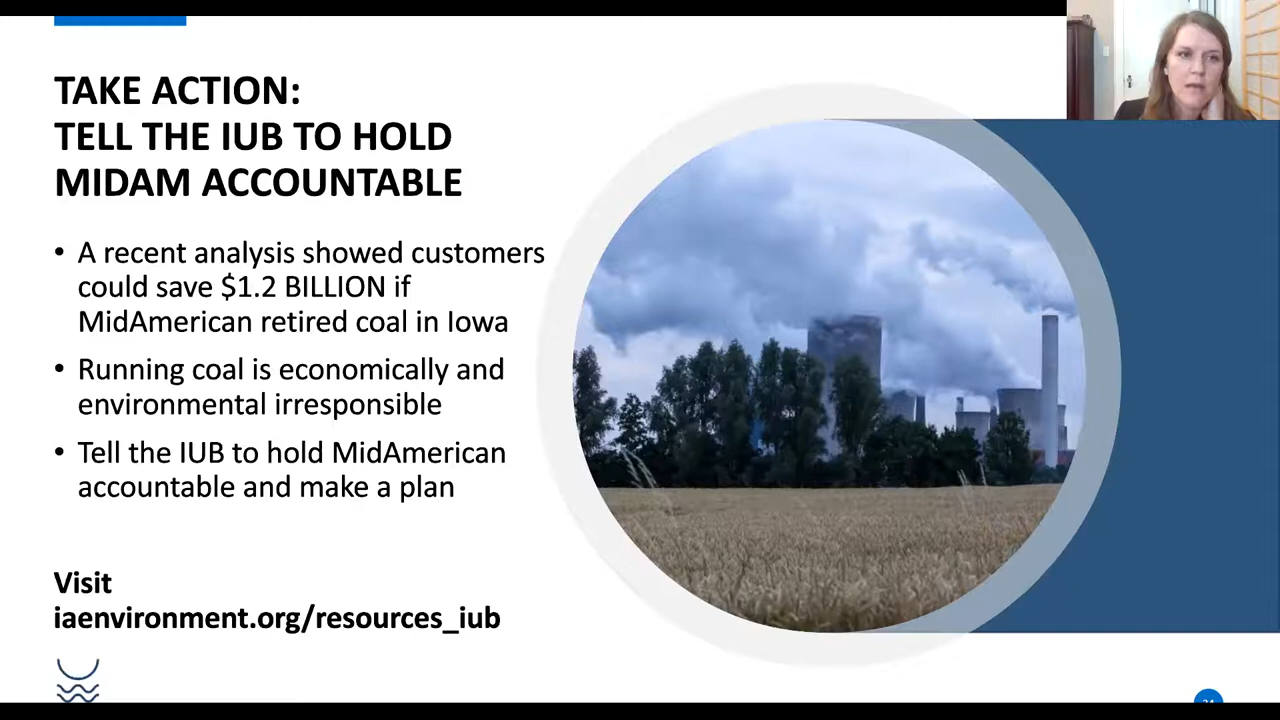 TAKE ACTION:
TELL THE IUB TO HOLD
MIDAM ACCOUNTABLE
• A recent analysis showed customers
could save $1.2 BILLION if
MidAmerican retired coal in Iowa
• Running coal is economically and
environmental irresponsible
• Tell the IUB to hold MidAmerican
accountable and make a plan
Visit
iaenvironment.org/resources_iub